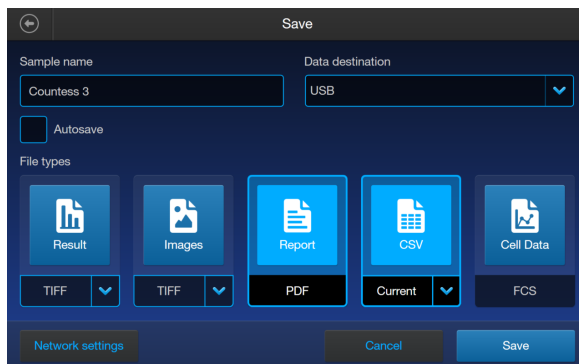 Save
Sample name
Data destination
Countess 3
USB
Autosave
File types
Result
Images
Report
CSV
Cell Data
TIFF
TIFF
PDF
Current
FCS
Network settings
Cancel
Save